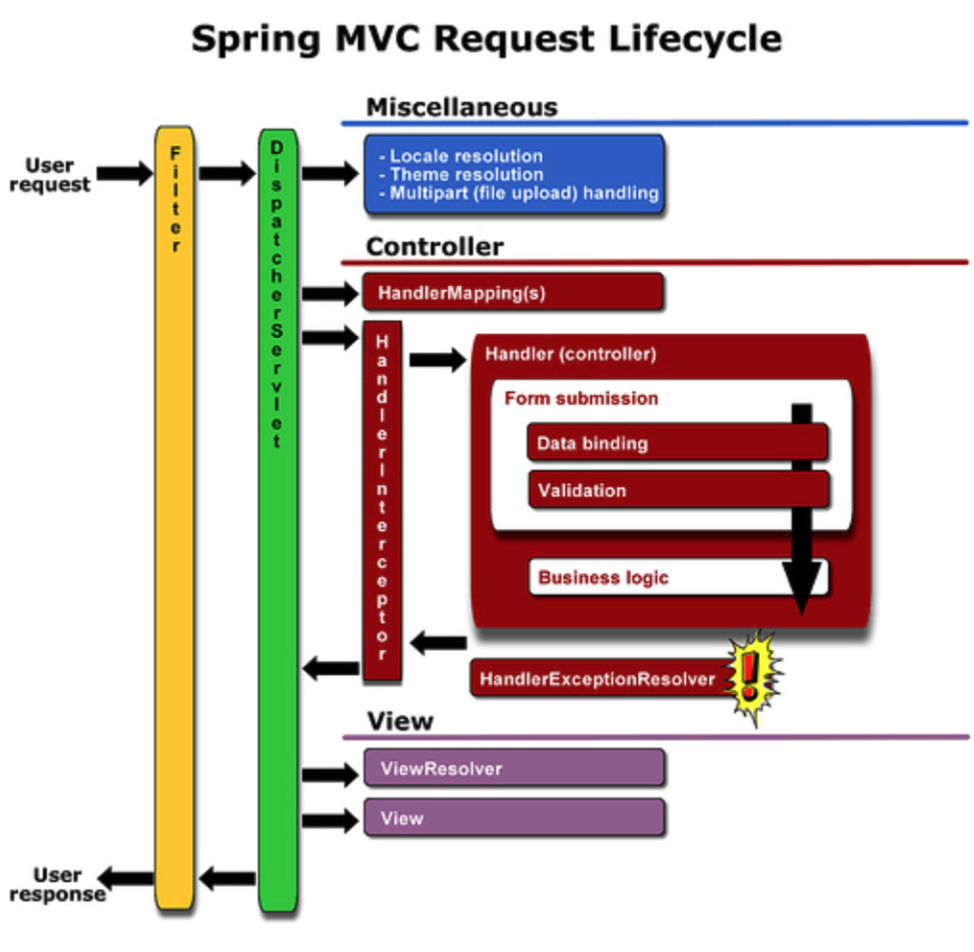 Spring MVC Request Lifecycle
Miscellaneous
User
request
Filter
DispatcherServlet
- Locale resolution
- Theme resolution
- Multipart (file upload) handling
Controller
HandlerMapping(s)
HandlerInterceptor
Handler (controller)
Form submission
Data binding
Validation
Business logic
HandlerExceptionResolver
!
View
ViewResolver
View
User
response